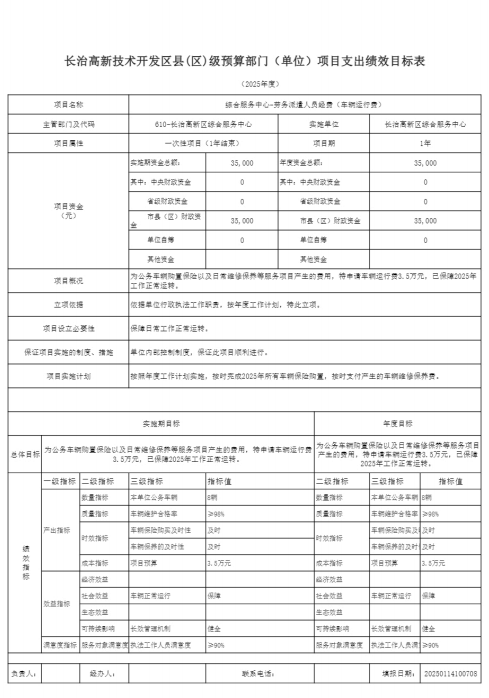 长治高新技术开发区县(区)级预算部门（单位）项目支出绩效目标表
（2025年度）
项目名称 综合服务中心-劳务派遣人员经费（车辆运行费）
主管部门及代码 610-长治高新区综合服务中心 实施单位 长治高新区综合服务中心
项目属性 一次性项目（1年结束） 项目期 1年
项目资金
（元）
实施期资金总额： 35,000 年度资金总额： 35,000
其中：中央财政资金 0 其中：中央财政资金 0
省级财政资金 0 省级财政资金 0
市县（区）财政资
金 35,000 市县（区）财政资金 35,000
单位自筹 0 单位自筹 0
其他资金 其他资金
项目概况 为公务车辆购置保险以及日常维修保养等服务项目产生的费用，特申请车辆运行费3.5万元，已保障2025年
工作正常运转。
立项依据 依据单位行政执法工作职责，按年度工作计划，特此立项。
项目设立必要性 保障日常工作正常运转。
保证项目实施的制度、措施 单位内部控制制度，保证此项目顺利进行。
项目实施计划 按照年度工作计划实施，按时完成2025年所有车辆保险购置，按时支付产生的车辆维修保养费。
实施期目标 年度目标
总体目标 为公务车辆购置保险以及日常维修保养等服务项目产生的费用，特申请车辆运行费
3.5万元，已保障2025年工作正常运转。
为公务车辆购置保险以及日常维修保养等服务项目
产生的费用，特申请车辆运行费3.5万元，已保障
2025年工作正常运转。
绩
效
指
标
一级指标 二级指标 三级指标 指标值 二级指标 三级指标 指标值
产出指标 数量指标 本单位公务车辆 8辆 数量指标 本单位公务车辆 8辆
质量指标 车辆维护合格率 ≥98% 质量指标 车辆维护合格率 ≥98%
时效指标 车辆保险购买及时性 及时 时效指标 车辆保险购买及 及时
车辆保养的及时性 及时 车辆保养的及时 及时
成本指标 项目预算 3.5万元 成本指标 项目预算 3.5万元
效益指标 经济效益 经济效益
社会效益 车辆正常运行 保障 社会效益 车辆正常运行 保障
生态效益 生态效益
可持续影响 长效管理机制 健全 可持续影响 长效管理机制 健全
满意度指标 服务对象满意度 执法工作人员满意度 ≥90% 服务对象满意度 执法工作人员满 ≥90%
负责人： 经办人： 联系电话： 填报日期： 20250114100708